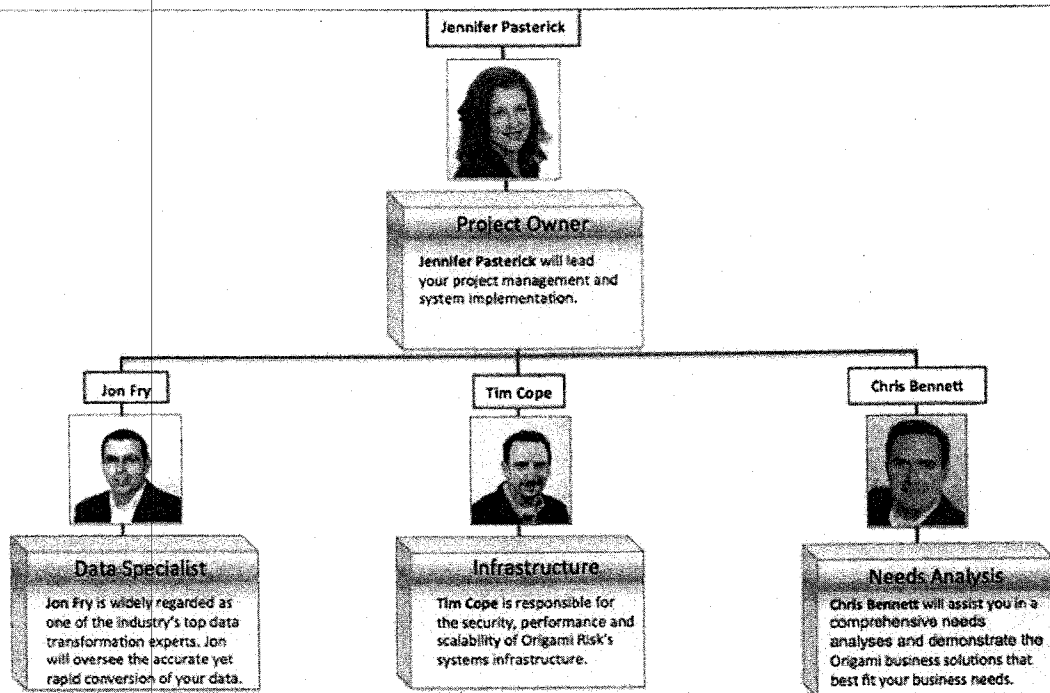 Jennifer Pasterick
Project Owner
Jennifer Pasterick will lead
your project management and
system implementation.
Jon Fry
Data Specialist
Jon Fry is widely regarded as
one of the industry's top data
transformation experts. Jon
will oversee the accurate yet
rapid conversion of your data.
Tim Cope
Infrastructure
Tim Cope is responsible for
the security, performance and
scalability of Origami Risk's
systems infrastructure.
Chris Bennett
Needs Analysis
Chris Bennett will assist you in a
comprehensive needs
analyses and demonstrate the
Origami business solutions that
best fit your business needs.